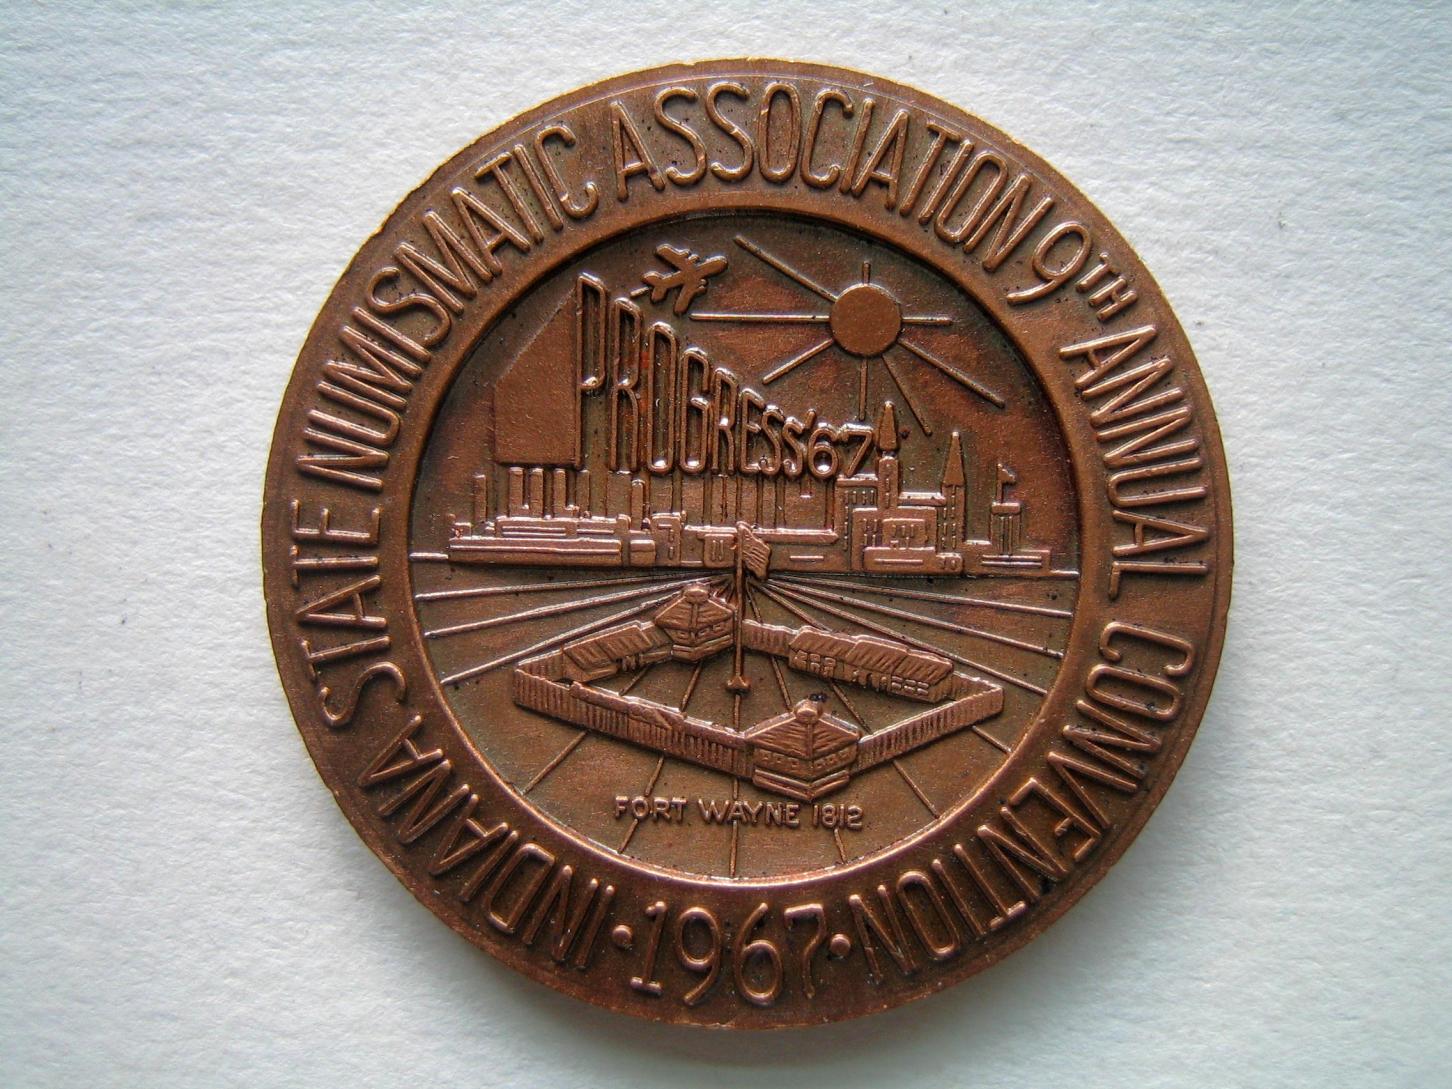 INDIANA STATE NUMISMATIC ASSOCIATION · 9TH ANNUAL CONVENTION
· 1967 ·
PROGRESS '67
FORT WAYNE 1812